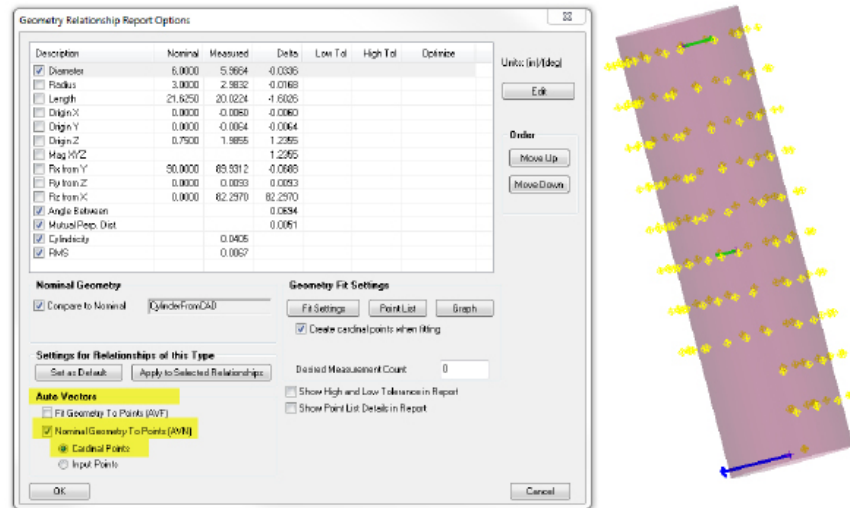 Geometry Relationship Report Options
Description Nominal Measured Delta Low Tol High Tol Optimize
Diameter 6.0000 5.9664 -0.0336
Radius 3.0000 2.9832 -0.0168
Length 21.6250 20.0224 -1.6026
Origin X 0.0000 -0.0060 -0.0060
Origin Y 0.0000 -0.0064 -0.0064
Origin Z 0.7500 1.9855 1.2355
Mag XYZ 1.2355
Rx from Y 90.0000 89.9312 -0.0688
Ry from Z 0.0000 0.0093 0.0093
Rz from X 0.0000 82.2970 82.2970
Angle Between 0.0694
Mutual Perp. Dist 0.0051
Cylindricity 0.0405
RMS 0.0067
Units: (in)/(deg)
Edit
Order
Move Up
Move Down
Nominal Geometry
Compare to Nominal CylinderFromCAD
Settings for Relationships of this Type
Set as Default Apply to Selected Relationships
Auto Vectors
Fit Geometry To Points (AVF)
Nominal Geometry To Points (AVN)
Cardinal Points
Input Points
Geometry Fit Settings
Fit Settings Point List Graph
Create cardinal points when fitting
Desired Measurement Count 0
Show High and Low Tolerance in Report
Show Point List Details in Report
OK Cancel